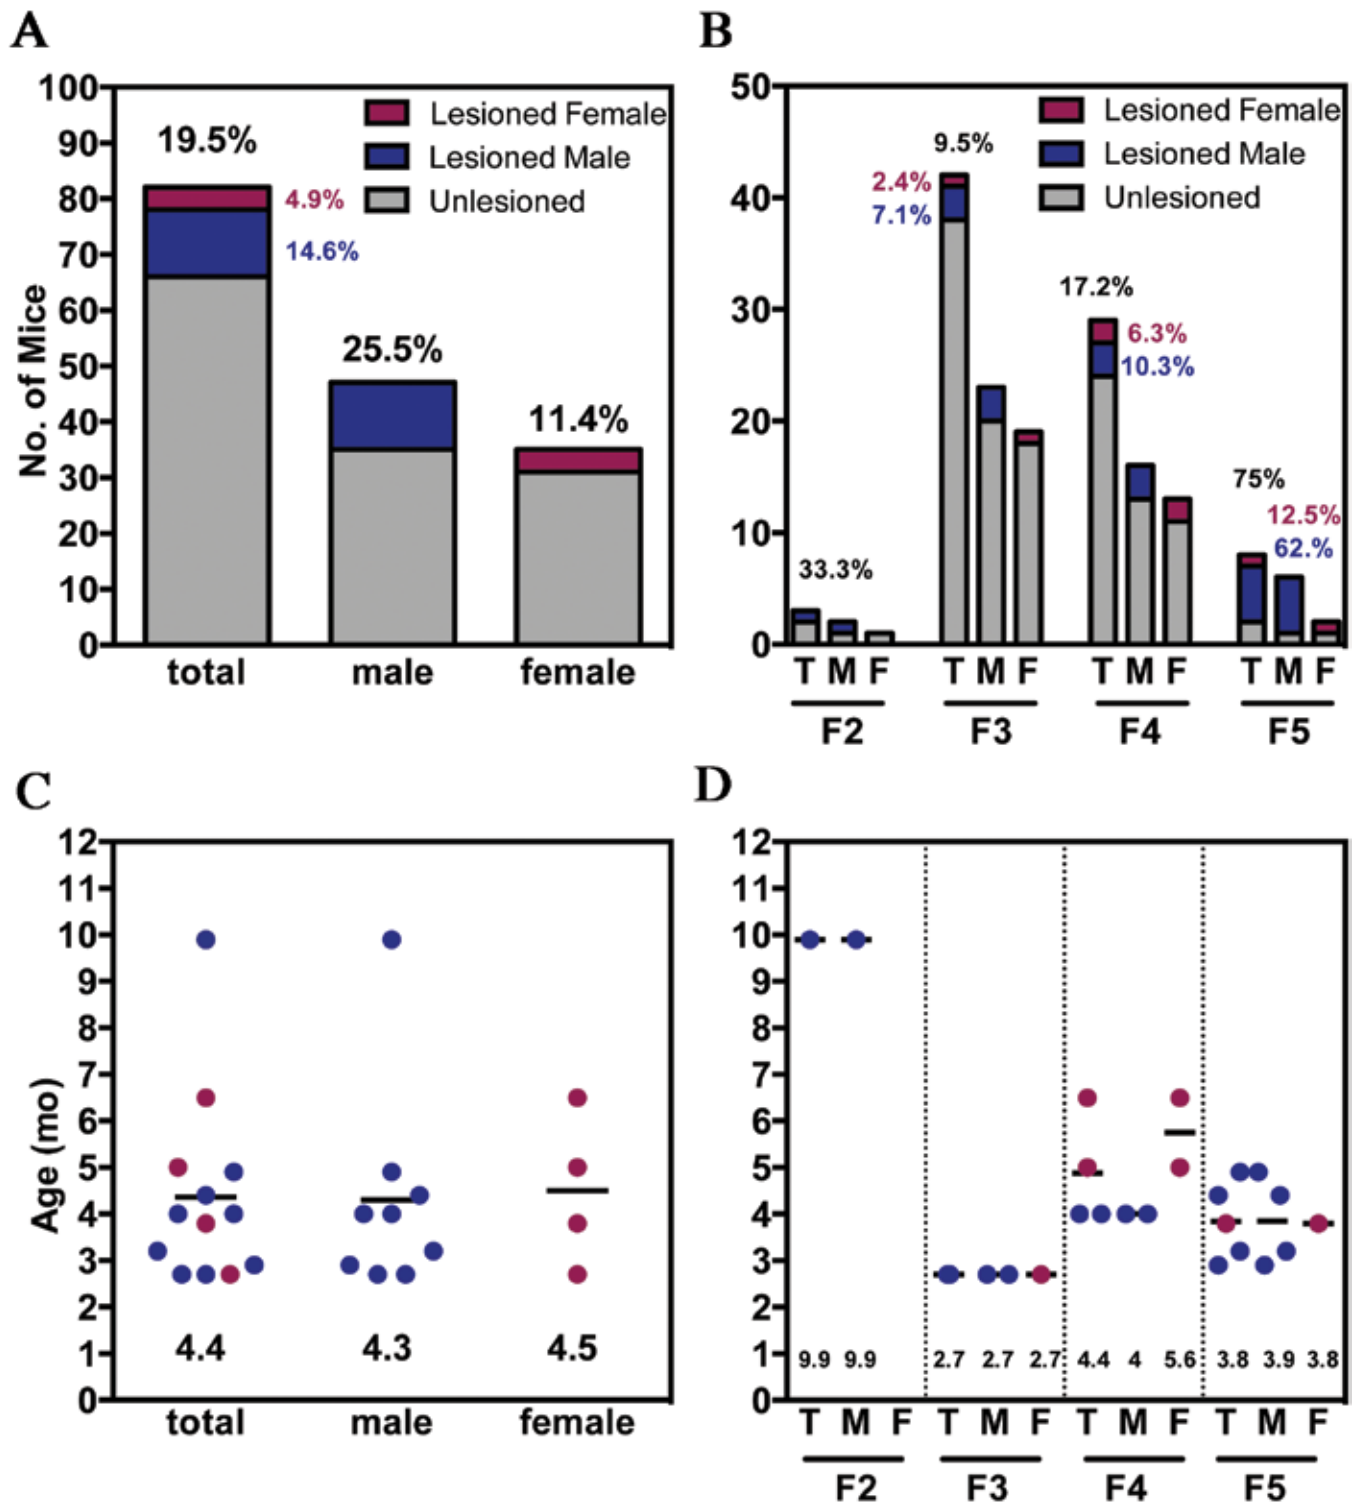 A
100
90
80
70
60
50
40
30
20
10
0
No. of Mice
Lesioned Female
Lesioned Male
Unlesioned
19.5%
4.9%
14.6%
25.5%
11.4%
total male female
B
50
40
30
20
10
0
Lesioned Female
Lesioned Male
Unlesioned
9.5%
2.4%
7.1%
17.2%
6.3%
10.3%
75%
12.5%
62.%
33.3%
T M F T M F T M F T M F
F2 F3 F4 F5
C
12
11
10
9
8
7
6
5
4
3
2
1
0
Age (mo)
4.4 4.3 4.5
total male female
D
12
11
10
9
8
7
6
5
4
3
2
1
0
9.9 9.9 2.7 2.7 2.7 4.4 4 5.6 3.8 3.9 3.8
T M F T M F T M F T M F
F2 F3 F4 F5